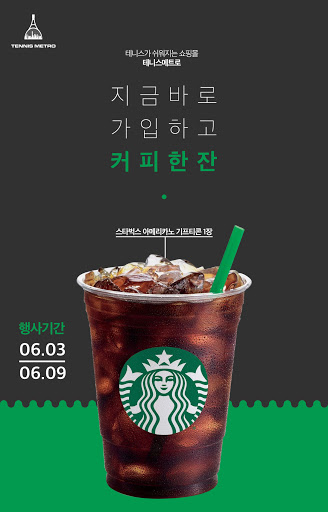 TENNIS METRO
테니스가 쉬워지는 쇼핑몰
테니스메트로
지금바로
가입하고
커피한잔
스타벅스 아메리카노 기프티콘 1장
행사기간
06.03
06.09